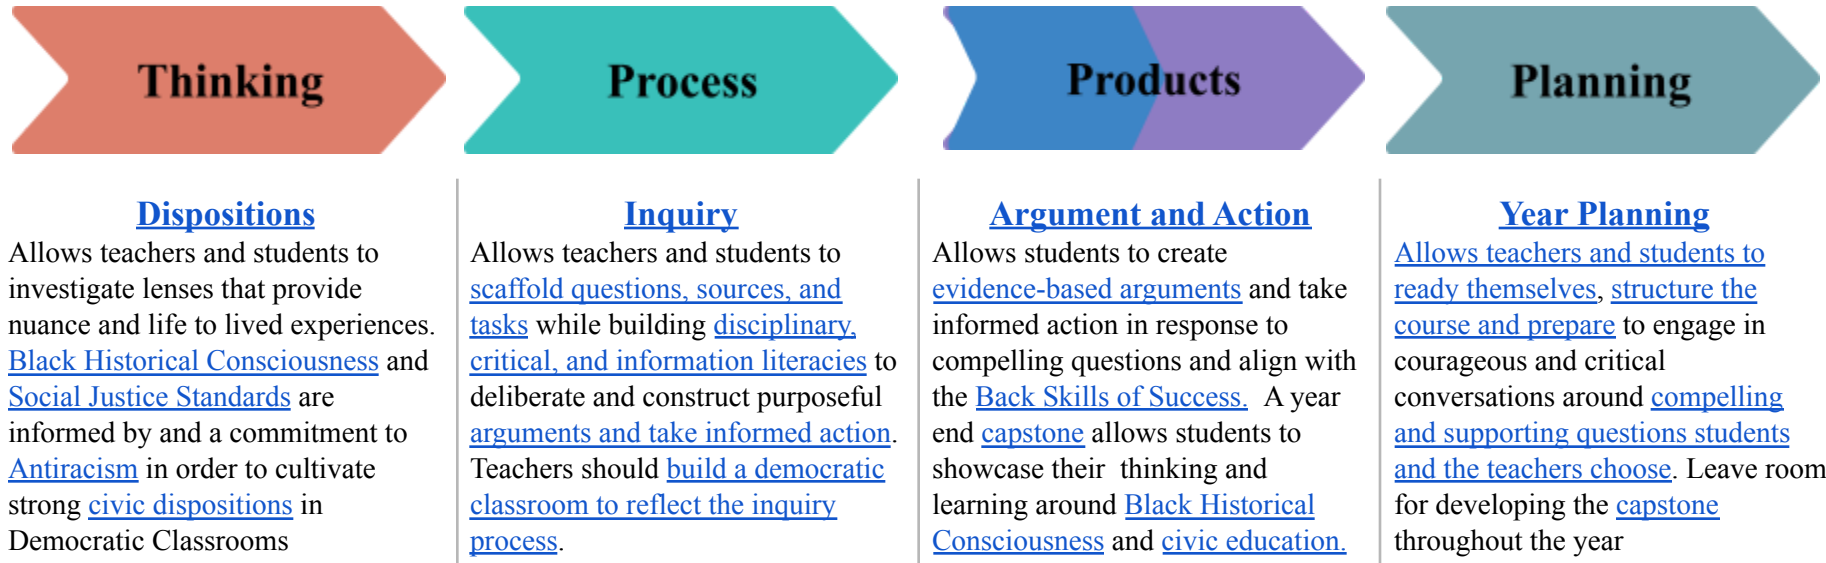 Thinking
Process
Products
Planning
Dispositions
Allows teachers and students to
investigate lenses that provide
nuance and life to lived experiences.
Black Historical Consciousness and
Social Justice Standards are
informed by and a commitment to
Antiracism in order to cultivate
strong civic dispositions in
Democratic Classrooms
Inquiry
Allows teachers and students to
scaffold questions, sources, and
tasks while building disciplinary,
critical, and information literacies to
deliberate and construct purposeful
arguments and take informed action.
Teachers should build a democratic
classroom to reflect the inquiry
process.
Argument and Action
Allows students to create
evidence-based arguments and take
informed action in response to
compelling questions and align with
the Back Skills of Success. A year
end capstone allows students to
showcase their thinking and
learning around Black Historical
Consciousness and civic education.
Year Planning
Allows teachers and students to
ready themselves, structure the
course and prepare to engage in
courageous and critical
conversations around compelling
and supporting questions students
and the teachers choose. Leave room
for developing the capstone
throughout the year